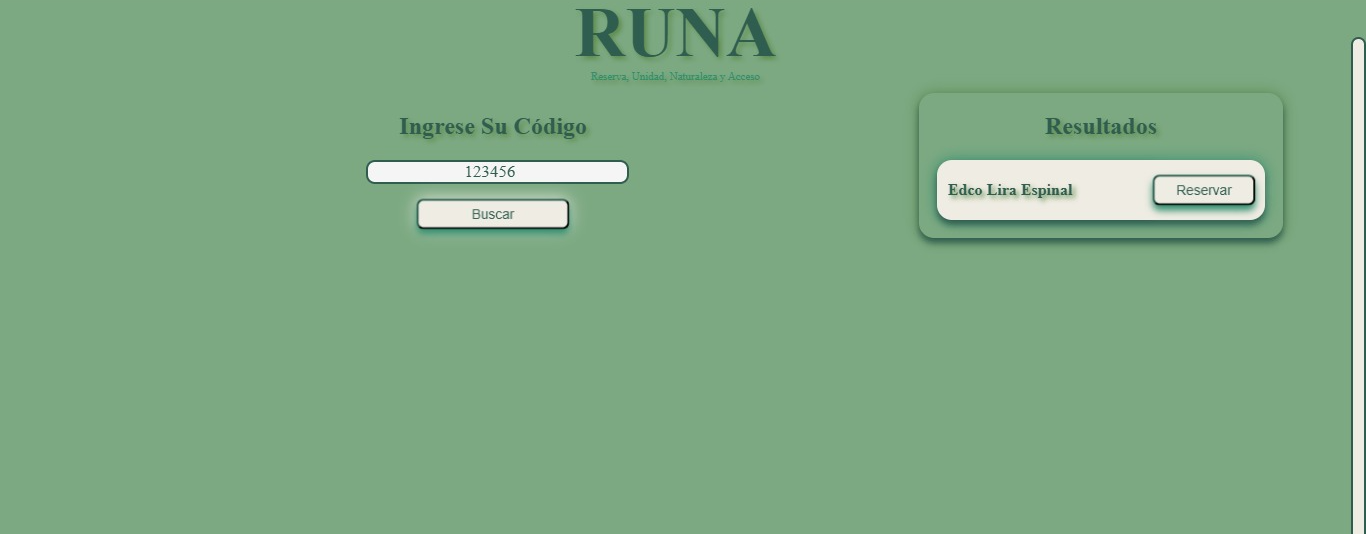 RUNA
Reserva, Unidad, Naturaleza y Acceso
Ingrese Su Código
123456
Buscar
Resultados
Edco Lira Espinal
Reservar